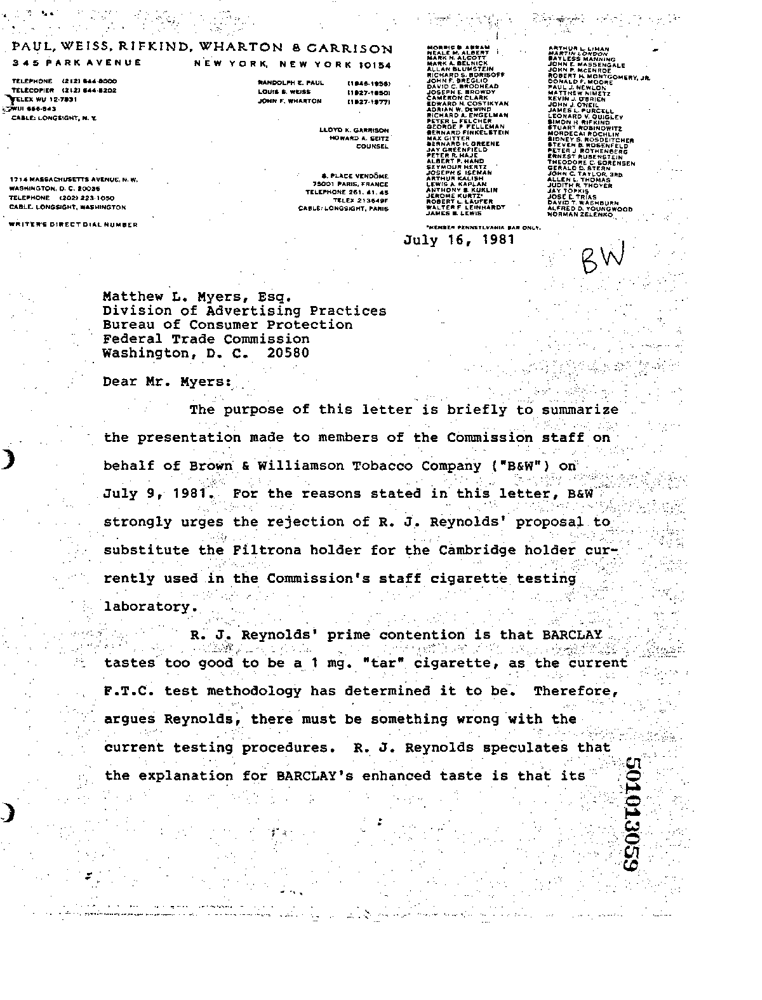 PAUL, WEISS, RIFKIND, WHARTON & GARRISON
345 PARK AVENUE NEW YORK, NEW YORK 10154
TELEPHONE (212) 644-8000
TELECOPIER (212) 644-8202
TELEX WU 12-7831
WUI 666-843
CABLE: LONGSIGHT, N. Y.
RANDOLPH E. PAUL (1946-1956)
LOUIS S. WEISS (1927-1950)
JOHN F. WHARTON (1927-1977)
LLOYD K. GARRISON
HOWARD A. SEITZ
COUNSEL
1714 MASSACHUSETTS AVENUE, N. W.
WASHINGTON, D. C. 20036
TELEPHONE (202) 223-1050
CABLE: LONGSIGHT, WASHINGTON
8, PLACE VENDÔME
75001 PARIS, FRANCE
TELEPHONE 261. 41. 45
TELEX 213649F
CABLE: LONGSIGHT, PARIS
WRITER'S DIRECT DIAL NUMBER
MORRIS B. ABRAM
NEALE M. ALBERT
MARK H. ALCOTT
MARK A. BELNICK
ALLAN BLUMSTEIN
RICHARD S. BORISOFF
JOHN F. BREGLIO
DAVID C. BRODHEAD
JOSEPH E. BROWDY
CAMERON CLARK
EDWARD N. COSTIKYAN
ADRIAN W. DEWIND
RICHARD A. ENGELMAN
PETER L. FELCHER
GEORGE P. FELLEMAN
BERNARD FINKELSTEIN
MAX GITTER
BERNARD H. GREENE
JAY GREENFIELD
PETER R. HAJE
ALBERT P. HAND
SEYMOUR HERTZ
JOSEPH S. ISEMAN
ARTHUR KALISH
LEWIS A. KAPLAN
ANTHONY B. KUKLIN
JEROME KURTZ*
ROBERT L. LAUFER
WALTER F. LEINHARDT
JAMES B. LEWIS
ARTHUR L. LIMAN
MARTIN LONDON
BAYLESS MANNING
JOHN E. MASSENGALE
JOHN P. McENROE
ROBERT H. MONTGOMERY, JR.
DONALD F. MOORE
PAUL J. NEWLON
MATTHEW NIMETZ
KEVIN J. O'BRIEN
JOHN J. O'NEIL
JAMES L. PURCELL
LEONARD V. QUIGLEY
SIMON H. RIFKIND
STUART ROBINOWITZ
MORDECAI ROCHLIN
SIDNEY S. ROSDEITCHER
STEVEN B. ROSENFELD
PETER J. ROTHENBERG
ERNEST RUBENSTEIN
THEODORE C. SORENSEN
GERALD D. STERN
JOHN C. TAYLOR, 3RD
ALLEN L. THOMAS
JUDITH R. THOYER
JAY TOPKIS
JOSE E. TRIAS
DAVID T. WASHBURN
ALFRED D. YOUNGWOOD
NORMAN ZELENKO
*MEMBER PENNSYLVANIA BAR ONLY.
July 16, 1981
BW
Matthew L. Myers, Esq.
Division of Advertising Practices
Bureau of Consumer Protection
Federal Trade Commission
Washington, D. C. 20580
Dear Mr. Myers:
The purpose of this letter is briefly to summarize
the presentation made to members of the Commission staff on
behalf of Brown & Williamson Tobacco Company ("B&W") on
July 9, 1981. For the reasons stated in this letter, B&W
strongly urges the rejection of R. J. Reynolds' proposal to
substitute the Filtrona holder for the Cambridge holder cur-
rently used in the Commission's staff cigarette testing
laboratory.
R. J. Reynolds' prime contention is that BARCLAY
tastes too good to be a 1 mg. "tar" cigarette, as the current
F.T.C. test methodology has determined it to be. Therefore,
argues Reynolds, there must be something wrong with the
current testing procedures. R. J. Reynolds speculates that
the explanation for BARCLAY's enhanced taste is that its
501013059